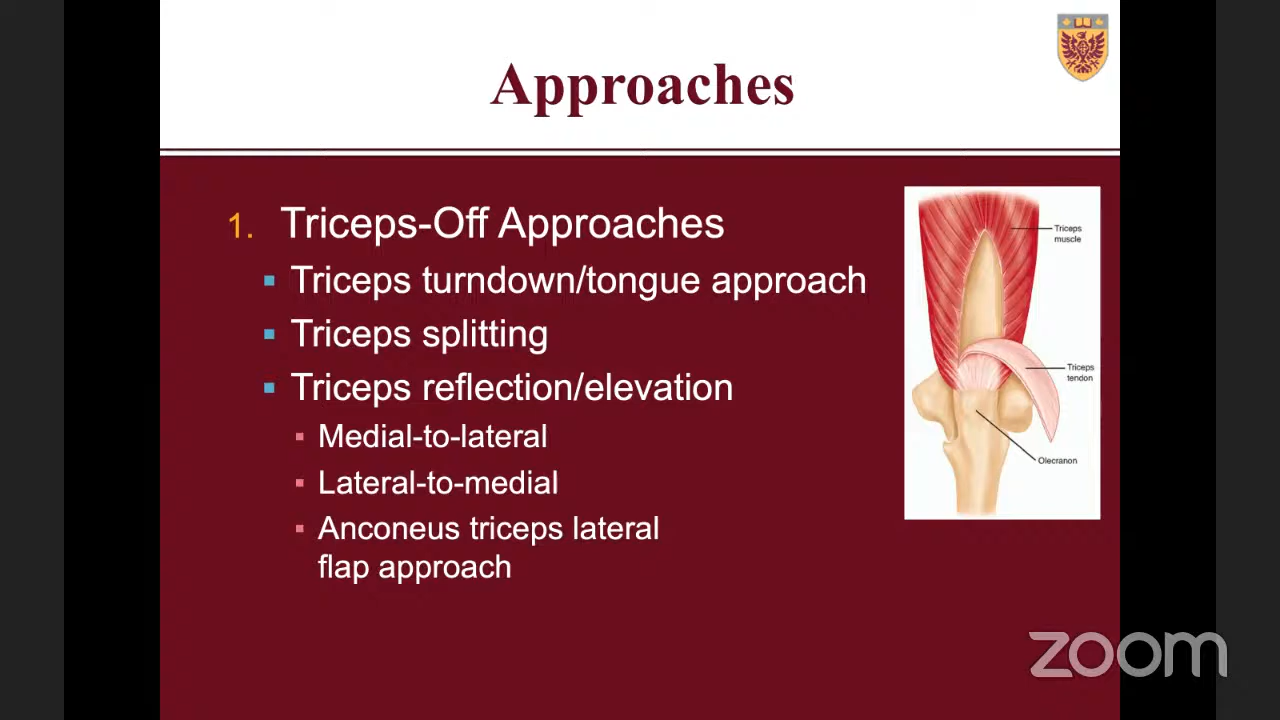 Approaches
1. Triceps-Off Approaches
Triceps turndown/tongue approach
Triceps splitting
Triceps reflection/elevation
Medial-to-lateral
Lateral-to-medial
Anconeus triceps lateral
flap approach
Triceps
muscle
Triceps
tendon
Olecranon
zoom